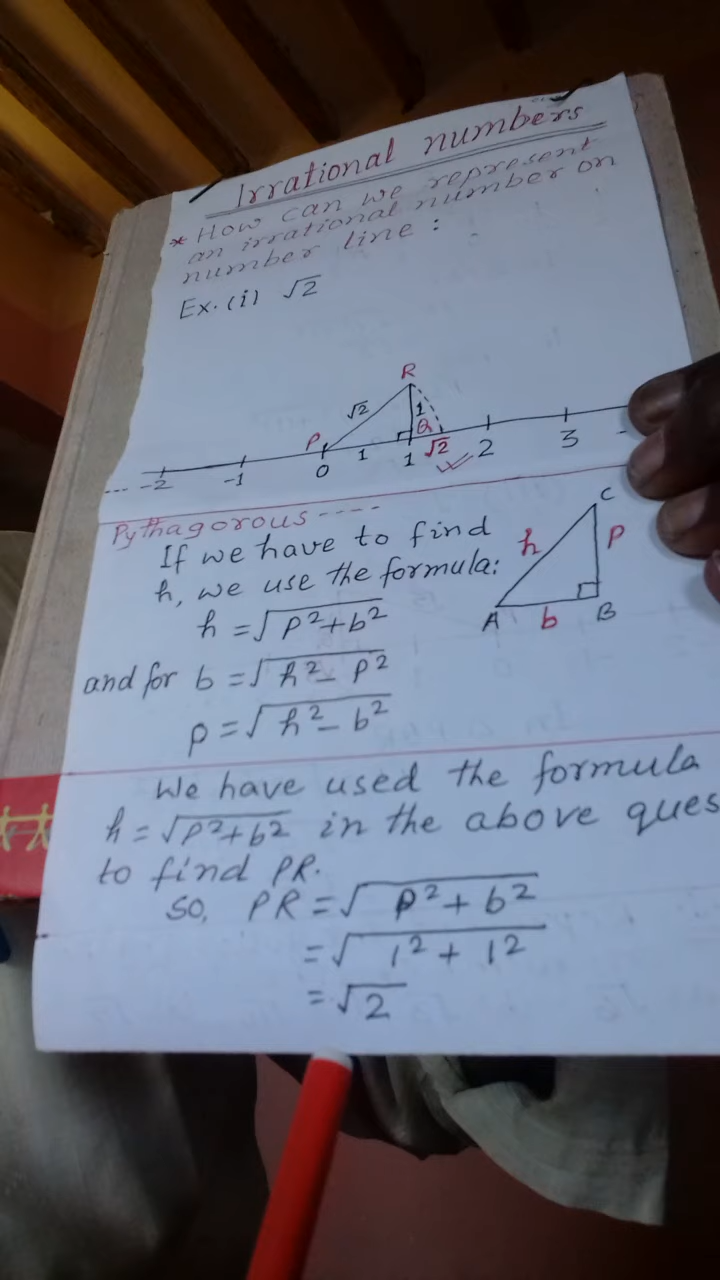 Irrational numbers
* How can we represent
an irrational number on
number line :
Ex. (i) √2
R
√2
1
P
Q
--- -2 -1 0 1 1 √2 2 3 -
Pythagorous ----
If we have to find
h, we use the formula:
h = √p²+b²
and for b = √h²- p²
p = √h²- b²
C
h
p
A
b
B
We have used the formula
h = √p²+b² in the above ques
to find PR.
So, PR = √p² + b²
= √1² + 1²
= √2